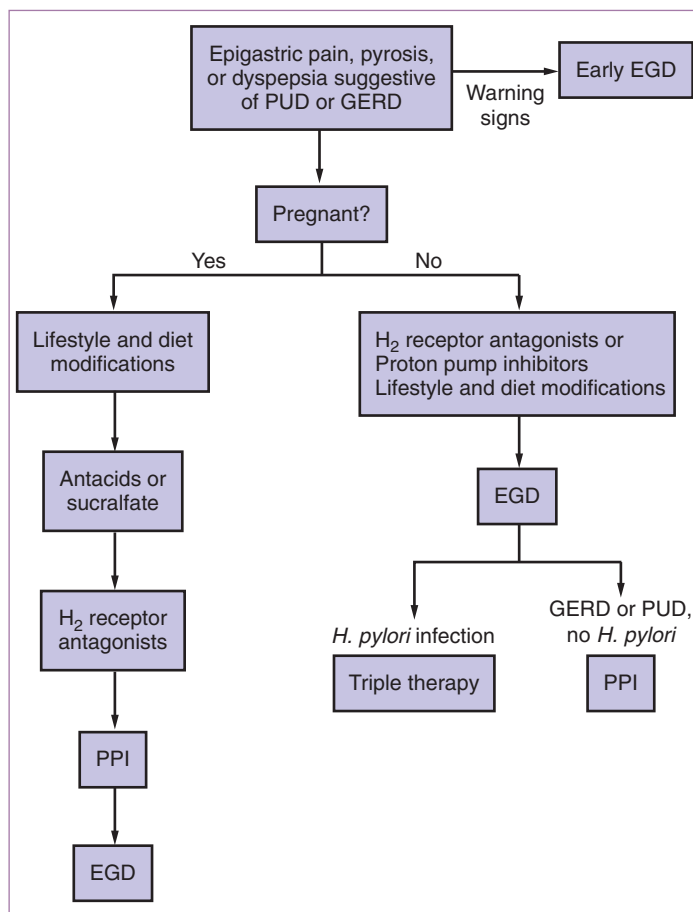 Epigastric pain, pyrosis,
or dyspepsia suggestive
of PUD or GERD
Early EGD
Warning
signs
Pregnant?
Yes
No
Lifestyle and diet
modifications
H₂ receptor antagonists or
Proton pump inhibitors
Lifestyle and diet modifications
Antacids or
sucralfate
EGD
H₂ receptor
antagonists
H. pylori infection
Triple therapy
GERD or PUD,
no H. pylori
PPI
PPI
EGD